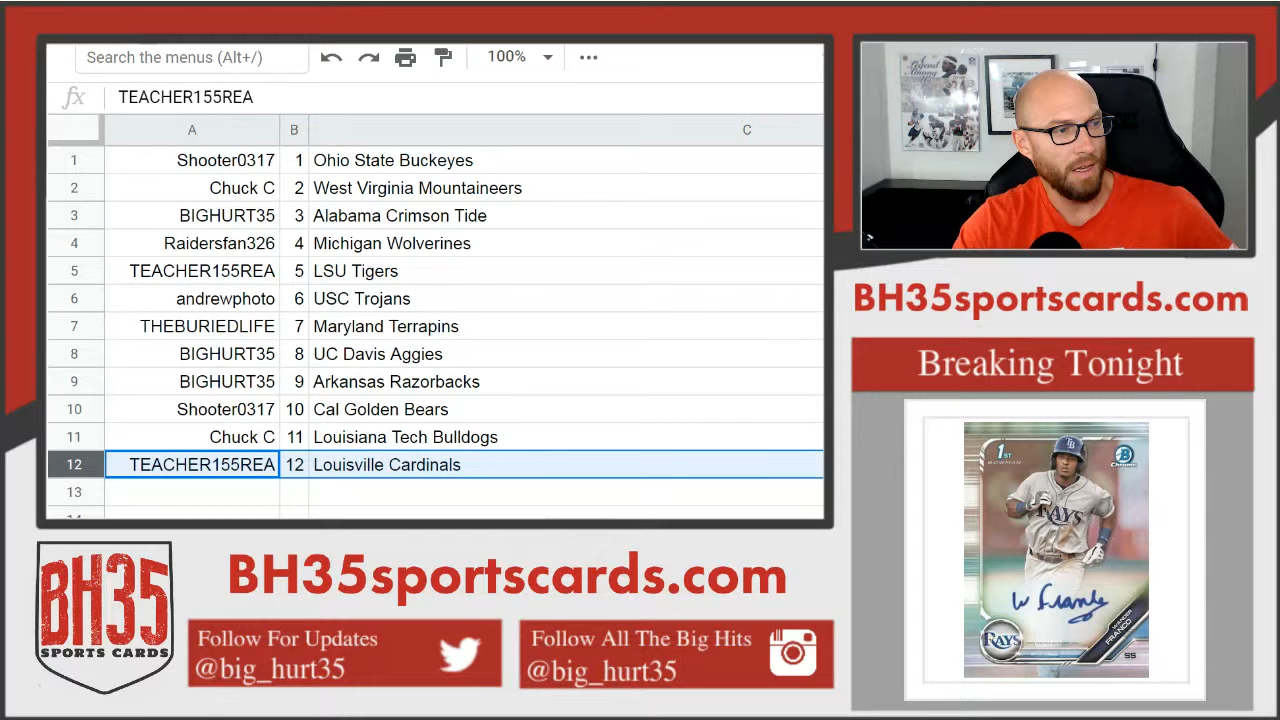 Search the menus (Alt+/)
100%
fx TEACHER155REA
A B C
1 Shooter0317 1 Ohio State Buckeyes
2 Chuck C 2 West Virginia Mountaineers
3 BIGHURT35 3 Alabama Crimson Tide
4 Raidersfan326 4 Michigan Wolverines
5 TEACHER155REA 5 LSU Tigers
6 andrewphoto 6 USC Trojans
7 THEBURIEDLIFE 7 Maryland Terrapins
8 BIGHURT35 8 UC Davis Aggies
9 BIGHURT35 9 Arkansas Razorbacks
10 Shooter0317 10 Cal Golden Bears
11 Chuck C 11 Louisiana Tech Bulldogs
12 TEACHER155REA 12 Louisville Cardinals
13
BH35sportscards.com
Breaking Tonight
1ST
BOWMAN
B
Chrome
RAYS
W Franco
WANDER
FRANCO
RAYS
SS
BH35
SPORTS CARDS
BH35sportscards.com
Follow For Updates
@big_hurt35
Follow All The Big Hits
@big_hurt35